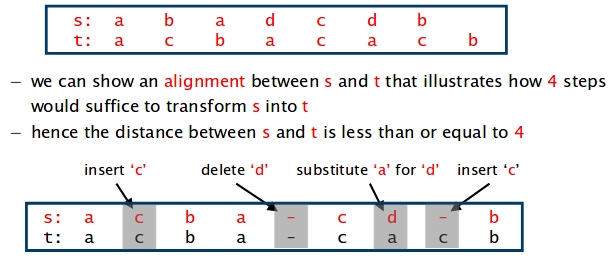 s: a b a d c d b
t: a c b a c a c b
– we can show an alignment between s and t that illustrates how 4 steps
would suffice to transform s into t
– hence the distance between s and t is less than or equal to 4
insert ‘c’ delete ‘d’ substitute ‘a’ for ‘d’ insert ‘c’
s: a c b a – c d – b
t: a c b a – c a c b